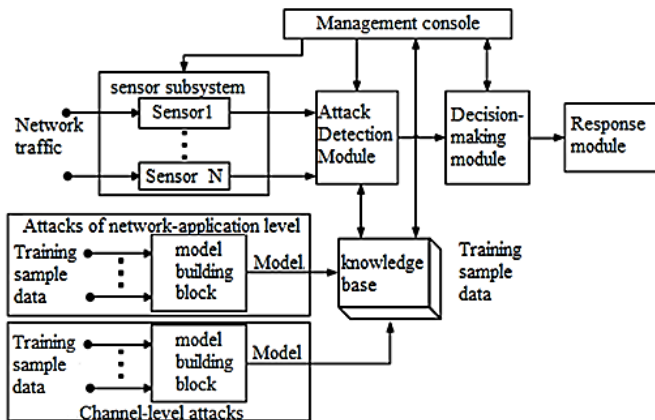 Management console
sensor subsystem
Sensor1
Sensor N
Network
traffic
Attack
Detection
Module
Decision-
making
module
Response
module
Attacks of network-application level
Training
sample
data
model
building
block
Model
knowledge
base
Training
sample
data
Training
sample
data
model
building
block
Model
Channel-level attacks